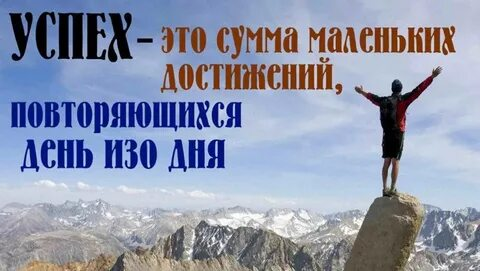 УСПЕХ – это сумма маленьких
достижений,
повторяющихся
день изо дня